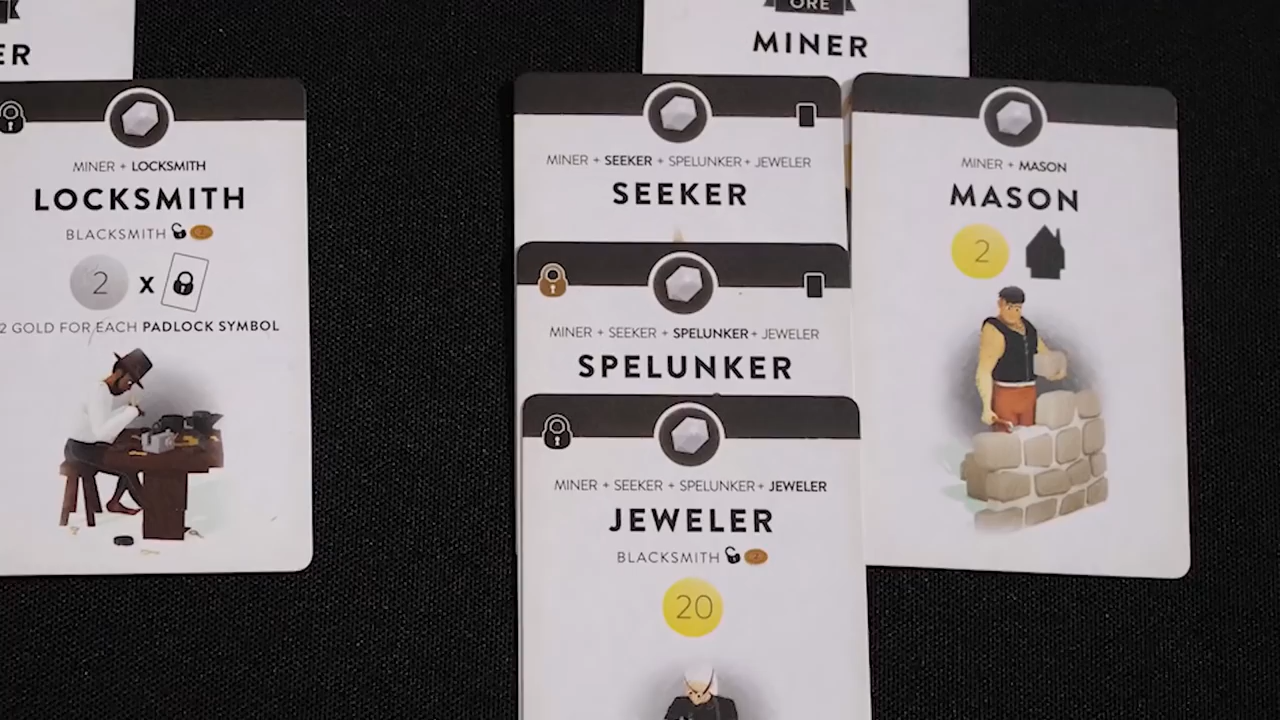 ER
LOCKSMITH
MINER + LOCKSMITH
LOCKSMITH
BLACKSMITH
2 X
2 GOLD FOR EACH PADLOCK SYMBOL
ORE
MINER
MINER + SEEKER + SPELUNKER + JEWELER
SEEKER
MINER + SEEKER + SPELUNKER + JEWELER
SPELUNKER
MINER + SEEKER + SPELUNKER + JEWELER
JEWELER
BLACKSMITH
20
MINER + MASON
MASON
2